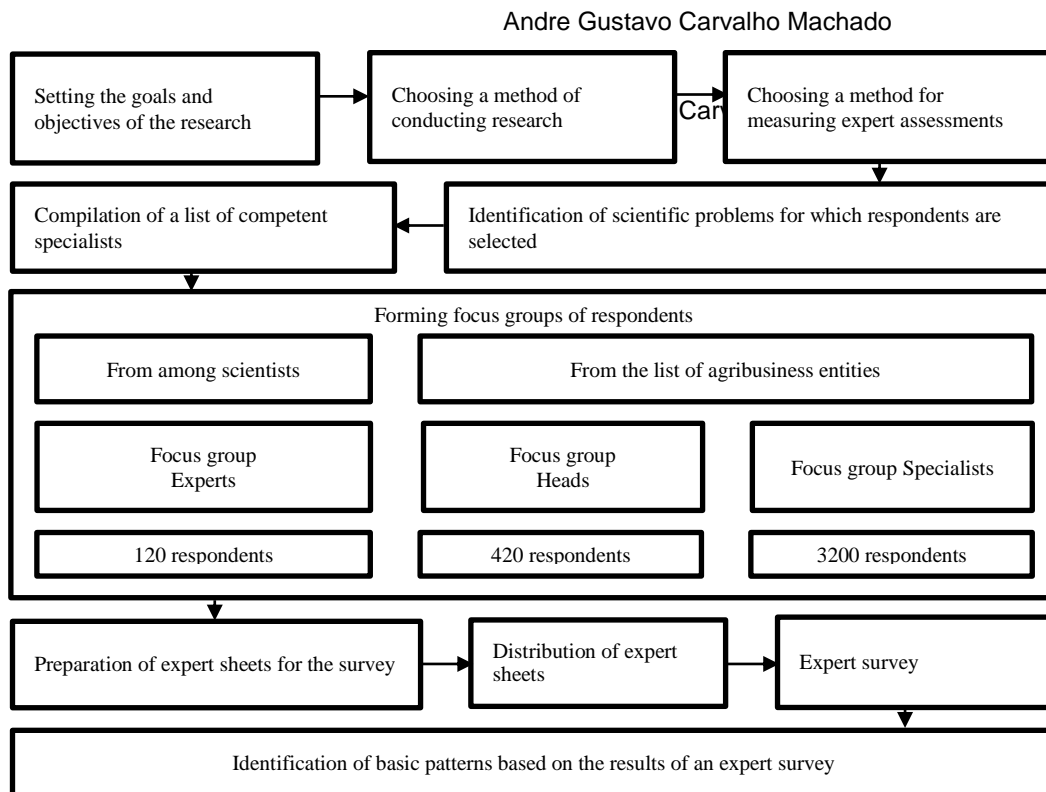 Andre Gustavo Carvalho Machado
Setting the goals and
objectives of the research
Choosing a method of
conducting research
Carv
Choosing a method for
measuring expert assessments
Compilation of a list of competent
specialists
Identification of scientific problems for which respondents are
selected
Forming focus groups of respondents
From among scientists
From the list of agribusiness entities
Focus group
Experts
Focus group
Heads
Focus group Specialists
120 respondents
420 respondents
3200 respondents
Preparation of expert sheets for the survey
Distribution of expert
sheets
Expert survey
Identification of basic patterns based on the results of an expert survey